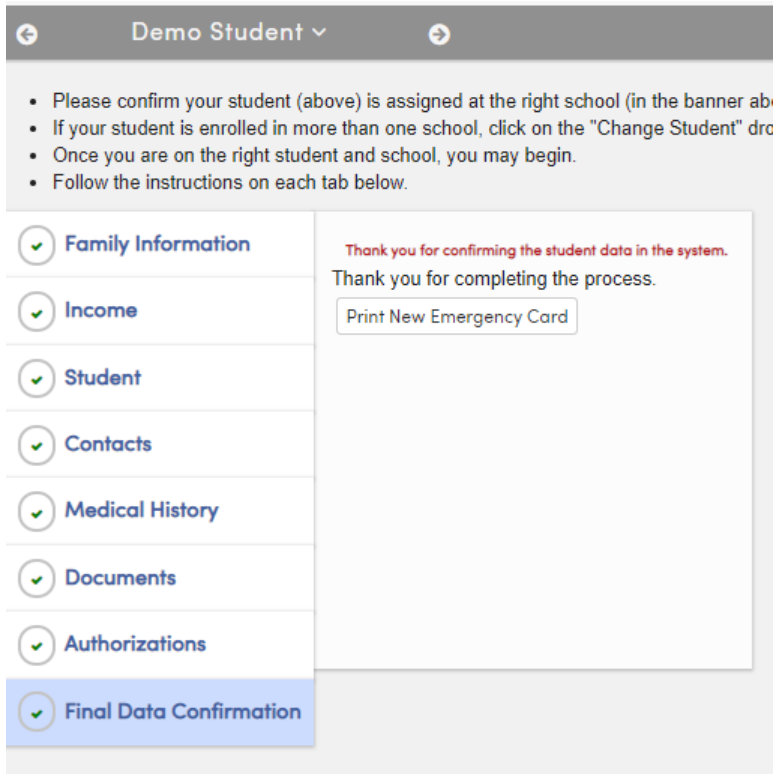 Demo Student
Please confirm your student (above) is assigned at the right school (in the banner
If your student is enrolled in more than one school, click on the "Change Student"
Once you are on the right student and school, you may begin.
Follow the instructions on each tab below.
Family Information
Income
Student
Contacts
Medical History
Documents
Authorizations
Final Data Confirmation
Thank you for confirming the student data in the system.
Thank you for completing the process.
Print New Emergency Card